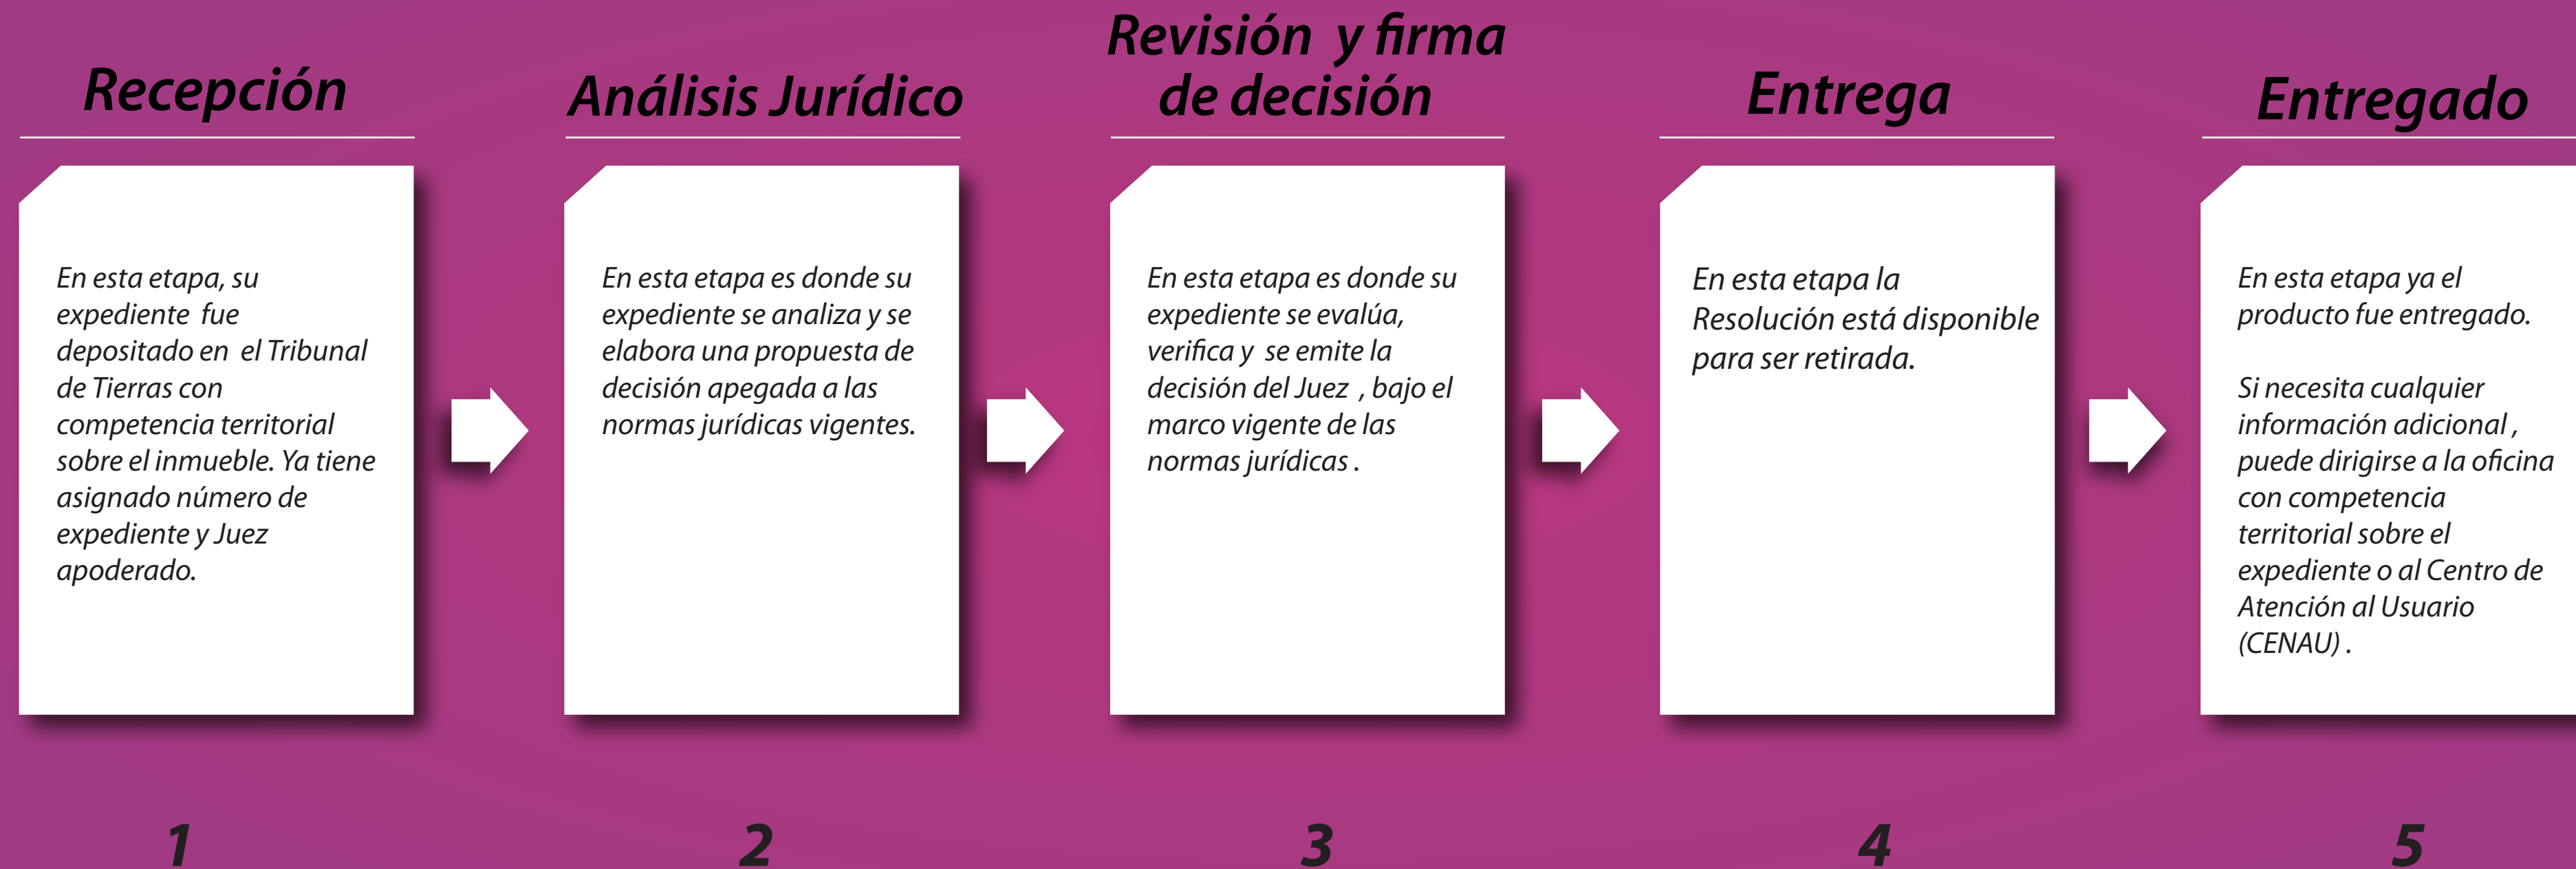 Recepción
En esta etapa, su
expediente fue
depositado en el Tribunal
de Tierras con
competencia territorial
sobre el inmueble. Ya tiene
asignado número de
expediente y Juez
apoderado.
1
Análisis Jurídico
En esta etapa es donde su
expediente se analiza y se
elabora una propuesta de
decisión apegada a las
normas jurídicas vigentes.
2
Revisión y firma
de decisión
En esta etapa es donde su
expediente se evalúa,
verifica y se emite la
decisión del Juez , bajo el
marco vigente de las
normas jurídicas .
3
Entrega
En esta etapa la
Resolución está disponible
para ser retirada.
4
Entregado
En esta etapa ya el
producto fue entregado.
Si necesita cualquier
información adicional ,
puede dirigirse a la oficina
con competencia
territorial sobre el
expediente o al Centro de
Atención al Usuario
(CENAU) .
5